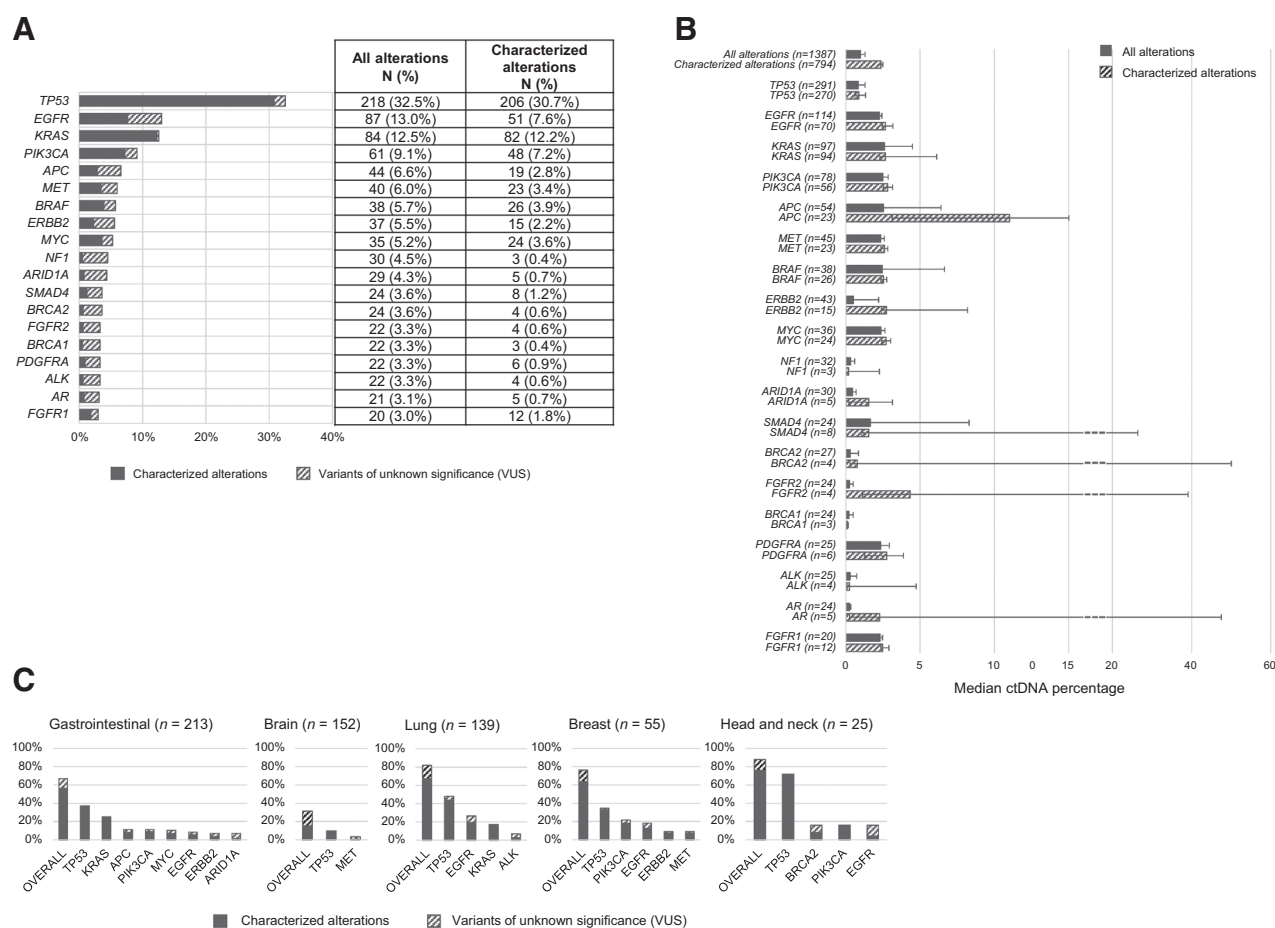 A
All alterations
N (%)
Characterized
alterations
N (%)
TP53 218 (32.5%) 206 (30.7%)
EGFR 87 (13.0%) 51 (7.6%)
KRAS 84 (12.5%) 82 (12.2%)
PIK3CA 61 (9.1%) 48 (7.2%)
APC 44 (6.6%) 19 (2.8%)
MET 40 (6.0%) 23 (3.4%)
BRAF 38 (5.7%) 26 (3.9%)
ERBB2 37 (5.5%) 15 (2.2%)
MYC 35 (5.2%) 24 (3.6%)
NF1 30 (4.5%) 3 (0.4%)
ARID1A 29 (4.3%) 5 (0.7%)
SMAD4 24 (3.6%) 8 (1.2%)
BRCA2 24 (3.6%) 4 (0.6%)
FGFR2 22 (3.3%) 4 (0.6%)
BRCA1 22 (3.3%) 3 (0.4%)
PDGFRA 22 (3.3%) 6 (0.9%)
ALK 22 (3.3%) 4 (0.6%)
AR 21 (3.1%) 5 (0.7%)
FGFR1 20 (3.0%) 12 (1.8%)
0% 10% 20% 30% 40%
Characterized alterations Variants of unknown significance (VUS)
B
All alterations
Characterized alterations
All alterations (n=1387)
Characterized alterations (n=794)
TP53 (n=291)
TP53 (n=270)
EGFR (n=114)
EGFR (n=70)
KRAS (n=97)
KRAS (n=94)
PIK3CA (n=78)
PIK3CA (n=56)
APC (n=54)
APC (n=23)
MET (n=45)
MET (n=23)
BRAF (n=38)
BRAF (n=26)
ERBB2 (n=43)
ERBB2 (n=15)
MYC (n=36)
MYC (n=24)
NF1 (n=32)
NF1 (n=3)
ARID1A (n=30)
ARID1A (n=5)
SMAD4 (n=24)
SMAD4 (n=8)
BRCA2 (n=27)
BRCA2 (n=4)
FGFR2 (n=24)
FGFR2 (n=4)
BRCA1 (n=24)
BRCA1 (n=3)
PDGFRA (n=25)
PDGFRA (n=6)
ALK (n=25)
ALK (n=4)
AR (n=24)
AR (n=5)
FGFR1 (n=20)
FGFR1 (n=12)
0 5 10 0 15 20 40 60
Median ctDNA percentage
C
Gastrointestinal (n = 213)
100%
80%
60%
40%
20%
0%
OVERALL TP53 KRAS APC PIK3CA MYC EGFR ERBB2 ARID1A
Brain (n = 152)
100%
80%
60%
40%
20%
0%
OVERALL TP53 MET
Lung (n = 139)
100%
80%
60%
40%
20%
0%
OVERALL TP53 EGFR KRAS ALK
Breast (n = 55)
100%
80%
60%
40%
20%
0%
OVERALL TP53 PIK3CA EGFR ERBB2 MET
Head and neck (n = 25)
100%
80%
60%
40%
20%
0%
OVERALL TP53 BRCA2 PIK3CA EGFR
Characterized alterations Variants of unknown significance (VUS)